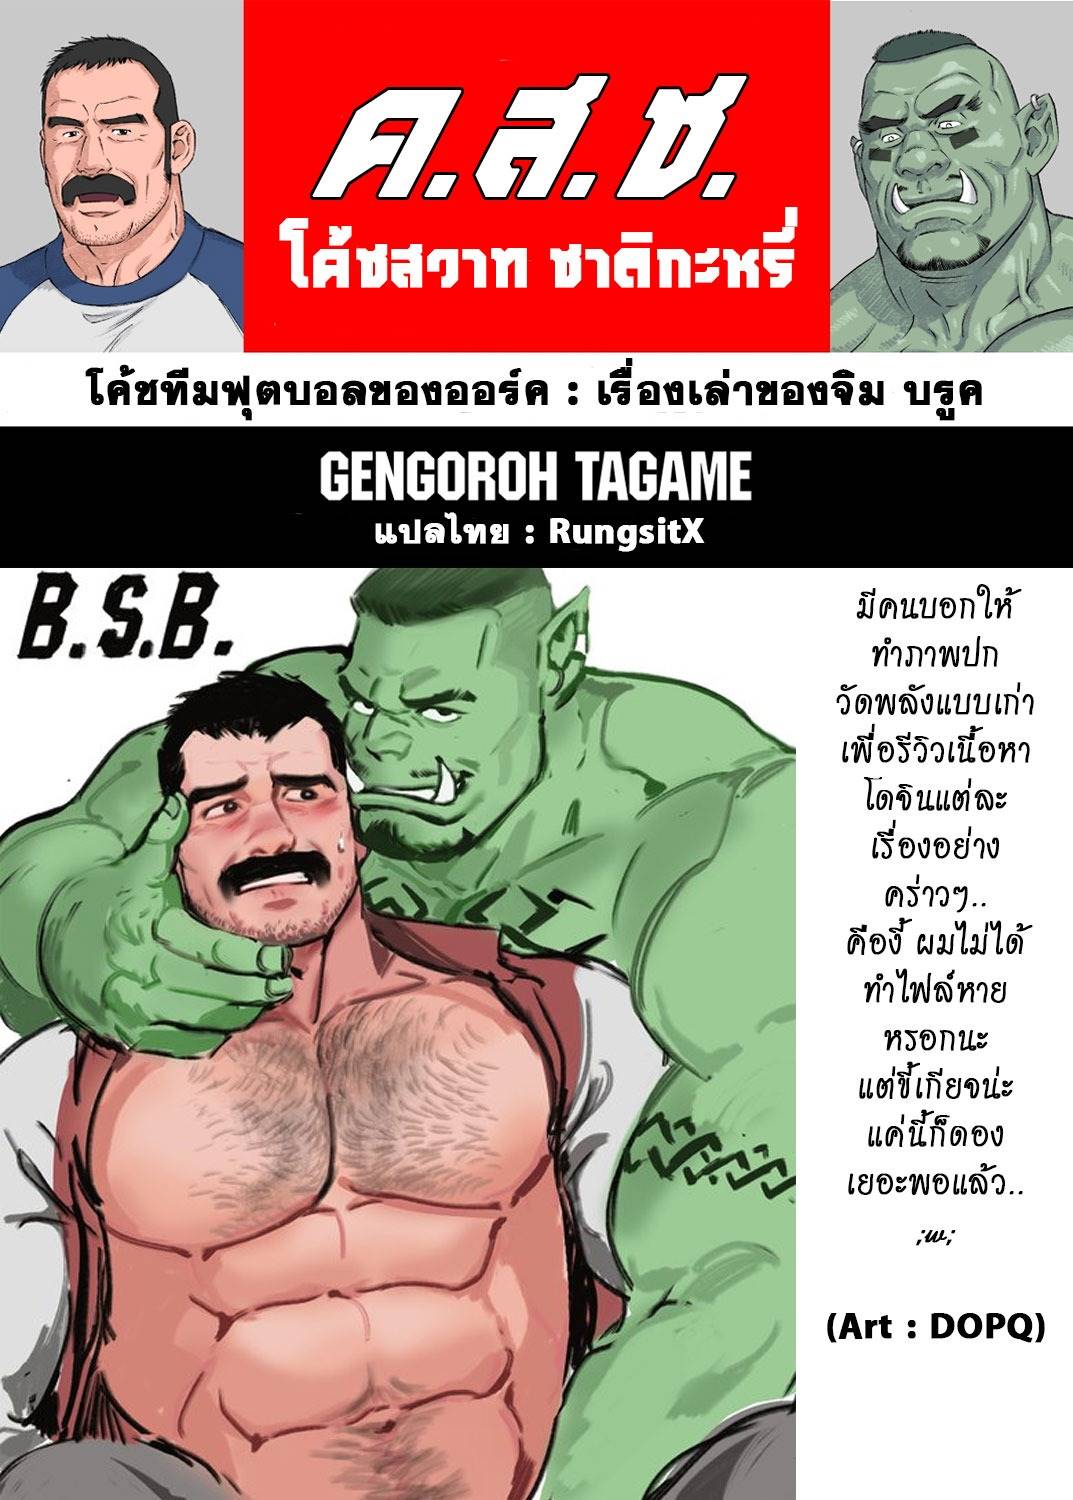 ค.ส.ซ.
โค้ชสวาท ชาติกะหรี่
โค้ชทีมฟุตบอลของออร์ค : เรื่องเล่าของจิม บรูค
GENGOROH TAGAME
แปลไทย : RungsitX
B.S.B.
มีคนบอกให้
ทำภาพปก
วัดพลังแบบเก่า
เพื่อรีวิวเนื้อหา
โดจินแต่ละ
เรื่องอย่าง
คร่าวๆ..
คืองี้ ผมไม่ได้
ทำไฟล์หาย
หรอกนะ
แต่ขี้เกียจน่ะ
แค่นี้ก็ดอง
เยอะพอแล้ว..
;w;
(Art : DOPQ)